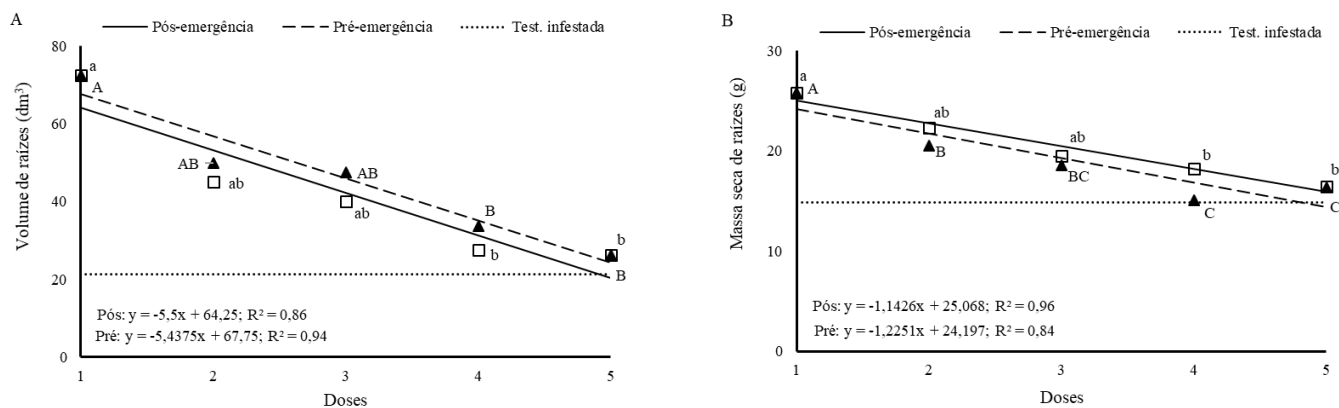 A
Pós-emergência
Pré-emergência
Test. infestada
Volume de raízes (dm³)
80
60
40
20
0
a
A
AB
ab
AB
ab
B
b
b
B
Pós: y = -5,5x + 64,25; R² = 0,86
Pré: y = -5,4375x + 67,75; R² = 0,94
1
2
3
4
5
Doses
B
Pós-emergência
Pré-emergência
Test. infestada
Massa seca de raízes (g)
30
20
10
0
a
A
ab
B
ab
BC
b
C
b
C
Pós: y = -1,1426x + 25,068; R² = 0,96
Pré: y = -1,2251x + 24,197; R² = 0,84
1
2
3
4
5
Doses